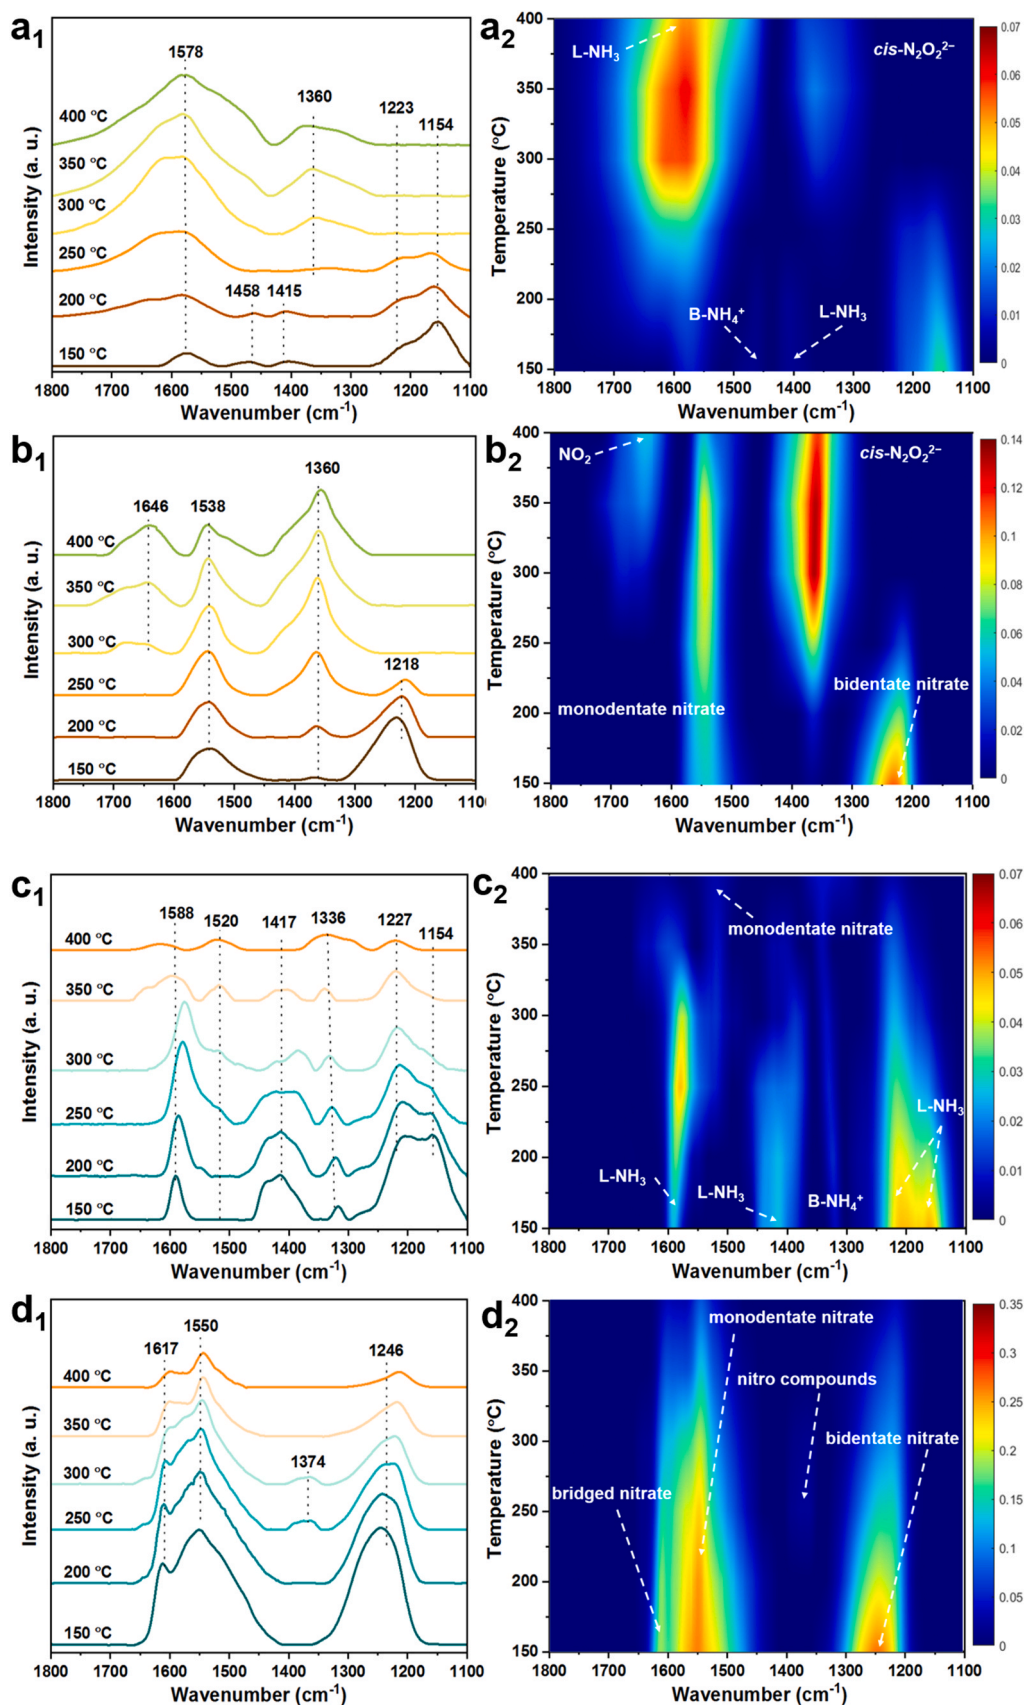 a1
1578
1360
1223
1154
400 °C
350 °C
300 °C
250 °C
1458
1415
200 °C
150 °C
Intensity (a. u.)
1800 1700 1600 1500 1400 1300 1200 1100
Wavenumber (cm-1)
a2
L-NH3
cis-N2O22−
B-NH4+
L-NH3
400
350
300
250
200
150
Temperature (°C)
1800 1700 1600 1500 1400 1300 1200 1100
Wavenumber (cm-1)
0.07
0.06
0.05
0.04
0.03
0.02
0.01
0
b1
1646
1538
1360
1218
400 °C
350 °C
300 °C
250 °C
200 °C
150 °C
Intensity (a. u.)
1800 1700 1600 1500 1400 1300 1200 1100
Wavenumber (cm-1)
b2
NO2
cis-N2O22−
bidentate nitrate
monodentate nitrate
400
350
300
250
200
150
Temperature (°C)
1800 1700 1600 1500 1400 1300 1200 1100
Wavenumber (cm-1)
0.14
0.12
0.10
0.08
0.06
0.04
0.02
0
c1
1588
1520
1417
1336
1227
1154
400 °C
350 °C
300 °C
250 °C
200 °C
150 °C
Intensity (a. u.)
1800 1700 1600 1500 1400 1300 1200 1100
Wavenumber (cm-1)
c2
monodentate nitrate
L-NH3
L-NH3
L-NH3
B-NH4+
400
350
300
250
200
150
Temperature (°C)
1800 1700 1600 1500 1400 1300 1200 1100
Wavenumber (cm-1)
0.07
0.06
0.05
0.04
0.03
0.02
0.01
0
d1
1617
1550
1246
400 °C
350 °C
300 °C
1374
250 °C
200 °C
150 °C
Intensity (a. u.)
1800 1700 1600 1500 1400 1300 1200 1100
Wavenumber (cm-1)
d2
monodentate nitrate
nitro compounds
bidentate nitrate
bridged nitrate
400
350
300
250
200
150
Temperature (°C)
1800 1700 1600 1500 1400 1300 1200 1100
Wavenumber (cm-1)
0.35
0.3
0.25
0.2
0.15
0.1
0.05
0